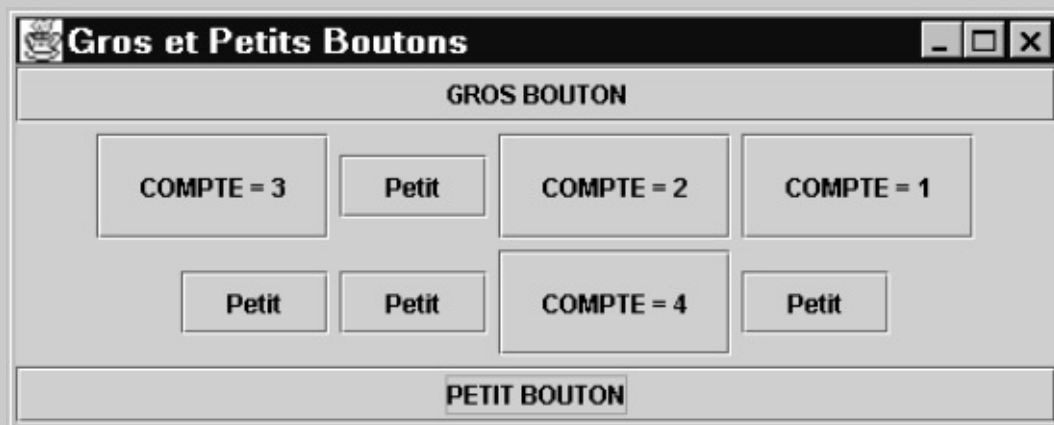 Gros et Petits Boutons
GROS BOUTON
COMPTE = 3 Petit COMPTE = 2 COMPTE = 1
Petit Petit COMPTE = 4 Petit
PETIT BOUTON